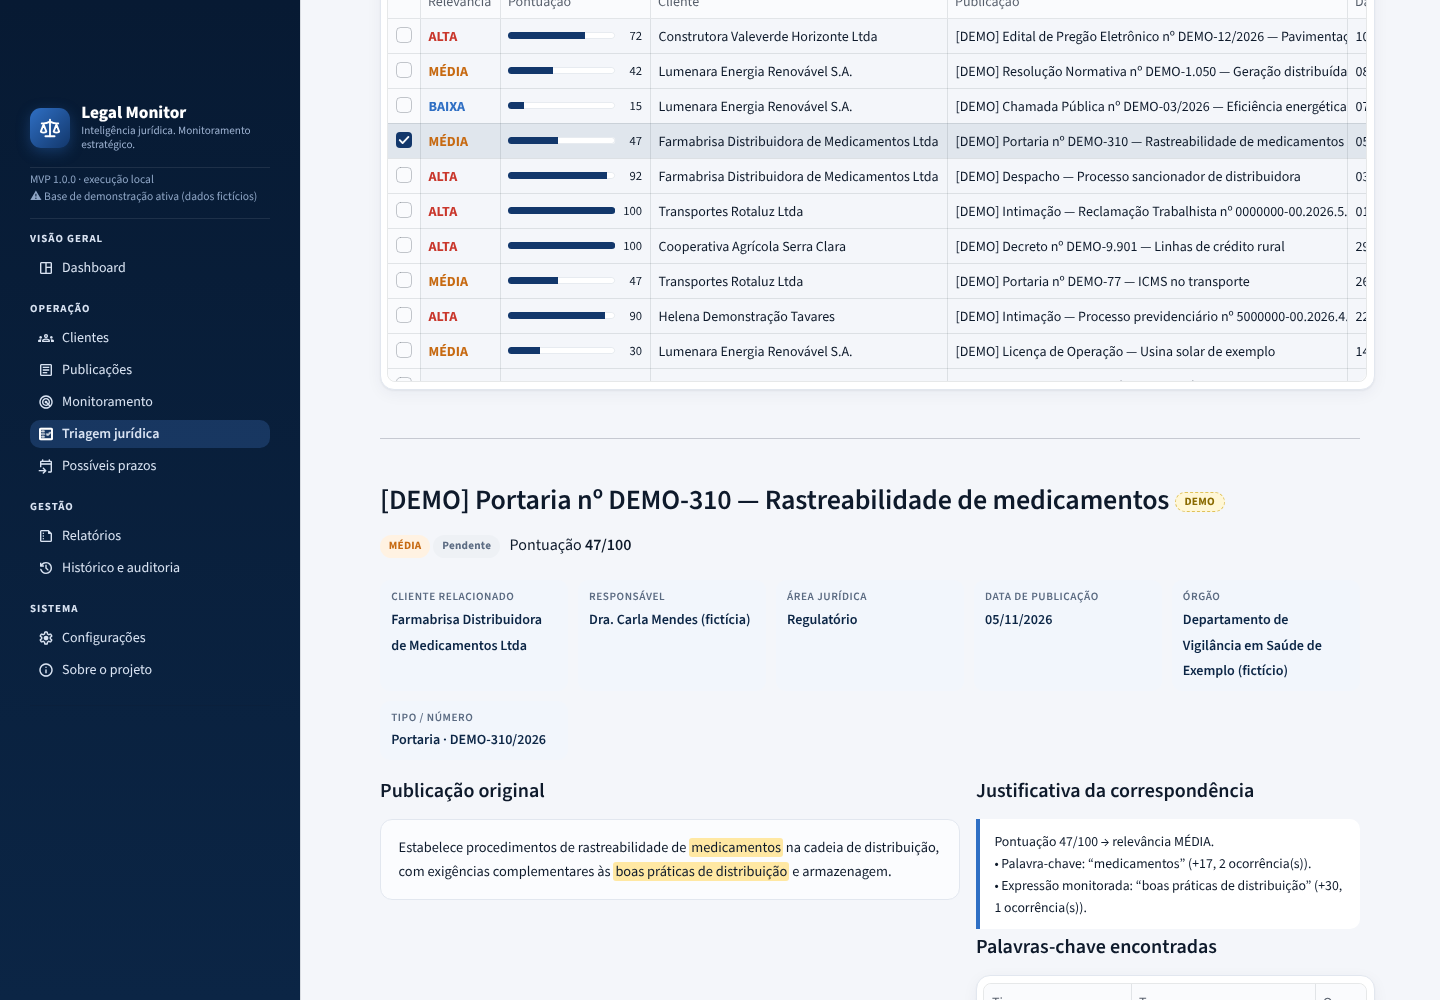 Legal Monitor
Inteligência jurídica. Monitoramento
estratégico.
MVP 1.0.0 · execução local
⚠ Base de demonstração ativa (dados fictícios)
VISÃO GERAL
Dashboard
OPERAÇÃO
Clientes
Publicações
Monitoramento
Triagem jurídica
Possíveis prazos
GESTÃO
Relatórios
Histórico e auditoria
SISTEMA
Configurações
Sobre o projeto
Relevância Pontuação Cliente Publicação
ALTA 72 Construtora Valeverde Horizonte Ltda [DEMO] Edital de Pregão Eletrônico nº DEMO-12/2026 — Pavimentaç 10
MÉDIA 42 Lumenara Energia Renovável S.A. [DEMO] Resolução Normativa nº DEMO-1.050 — Geração distribuída 08
BAIXA 15 Lumenara Energia Renovável S.A. [DEMO] Chamada Pública nº DEMO-03/2026 — Eficiência energética 07
MÉDIA 47 Farmabrisa Distribuidora de Medicamentos Ltda [DEMO] Portaria nº DEMO-310 — Rastreabilidade de medicamentos 05
ALTA 92 Farmabrisa Distribuidora de Medicamentos Ltda [DEMO] Despacho — Processo sancionador de distribuidora 03
ALTA 100 Transportes Rotaluz Ltda [DEMO] Intimação — Reclamação Trabalhista nº 0000000-00.2026.5. 01
ALTA 100 Cooperativa Agrícola Serra Clara [DEMO] Decreto nº DEMO-9.901 — Linhas de crédito rural 29
MÉDIA 47 Transportes Rotaluz Ltda [DEMO] Portaria nº DEMO-77 — ICMS no transporte 26
ALTA 90 Helena Demonstração Tavares [DEMO] Intimação — Processo previdenciário nº 5000000-00.2026.4. 22
MÉDIA 30 Lumenara Energia Renovável S.A. [DEMO] Licença de Operação — Usina solar de exemplo 14
[DEMO] Portaria nº DEMO-310 — Rastreabilidade de medicamentos DEMO
MÉDIA Pendente Pontuação 47/100
CLIENTE RELACIONADO
Farmabrisa Distribuidora
de Medicamentos Ltda
RESPONSÁVEL
Dra. Carla Mendes (fictícia)
ÁREA JURÍDICA
Regulatório
DATA DE PUBLICAÇÃO
05/11/2026
ÓRGÃO
Departamento de
Vigilância em Saúde de
Exemplo (fictício)
TIPO / NÚMERO
Portaria · DEMO-310/2026
Publicação original
Estabelece procedimentos de rastreabilidade de medicamentos na cadeia de distribuição,
com exigências complementares às boas práticas de distribuição e armazenagem.
Justificativa da correspondência
Pontuação 47/100 → relevância MÉDIA.
• Palavra-chave: “medicamentos” (+17, 2 ocorrência(s)).
• Expressão monitorada: “boas práticas de distribuição” (+30,
1 ocorrência(s)).
Palavras-chave encontradas